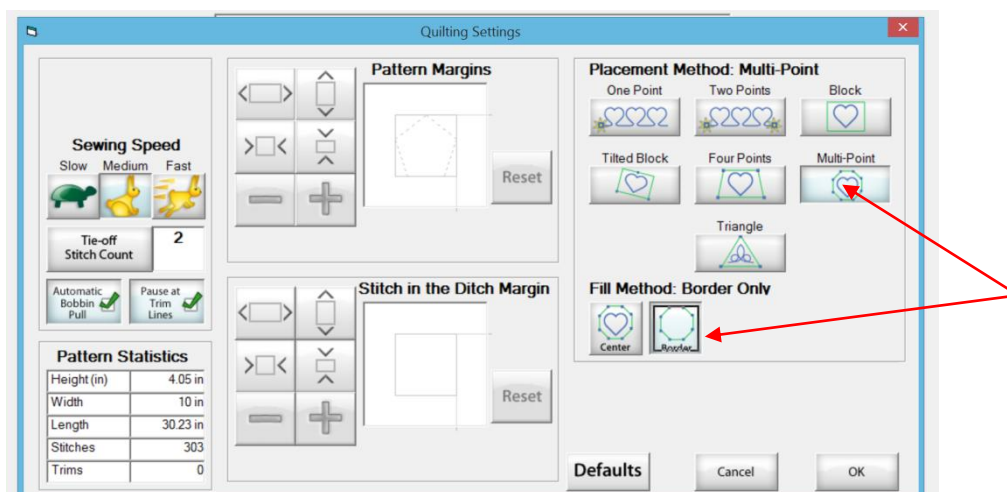 Quilting Settings
Sewing Speed
Slow Medium Fast
Tie-off
Stitch Count
2
Automatic
Bobbin
Pull
Pause at
Trim
Lines
Pattern Statistics
Height (in) 4.05 in
Width 10 in
Length 30.23 in
Stitches 303
Trims 0
Pattern Margins
Reset
Stitch in the Ditch Margin
Reset
Placement Method: Multi-Point
One Point Two Points Block
Tilted Block Four Points Multi-Point
Triangle
Fill Method: Border Only
Center Border
Defaults Cancel OK